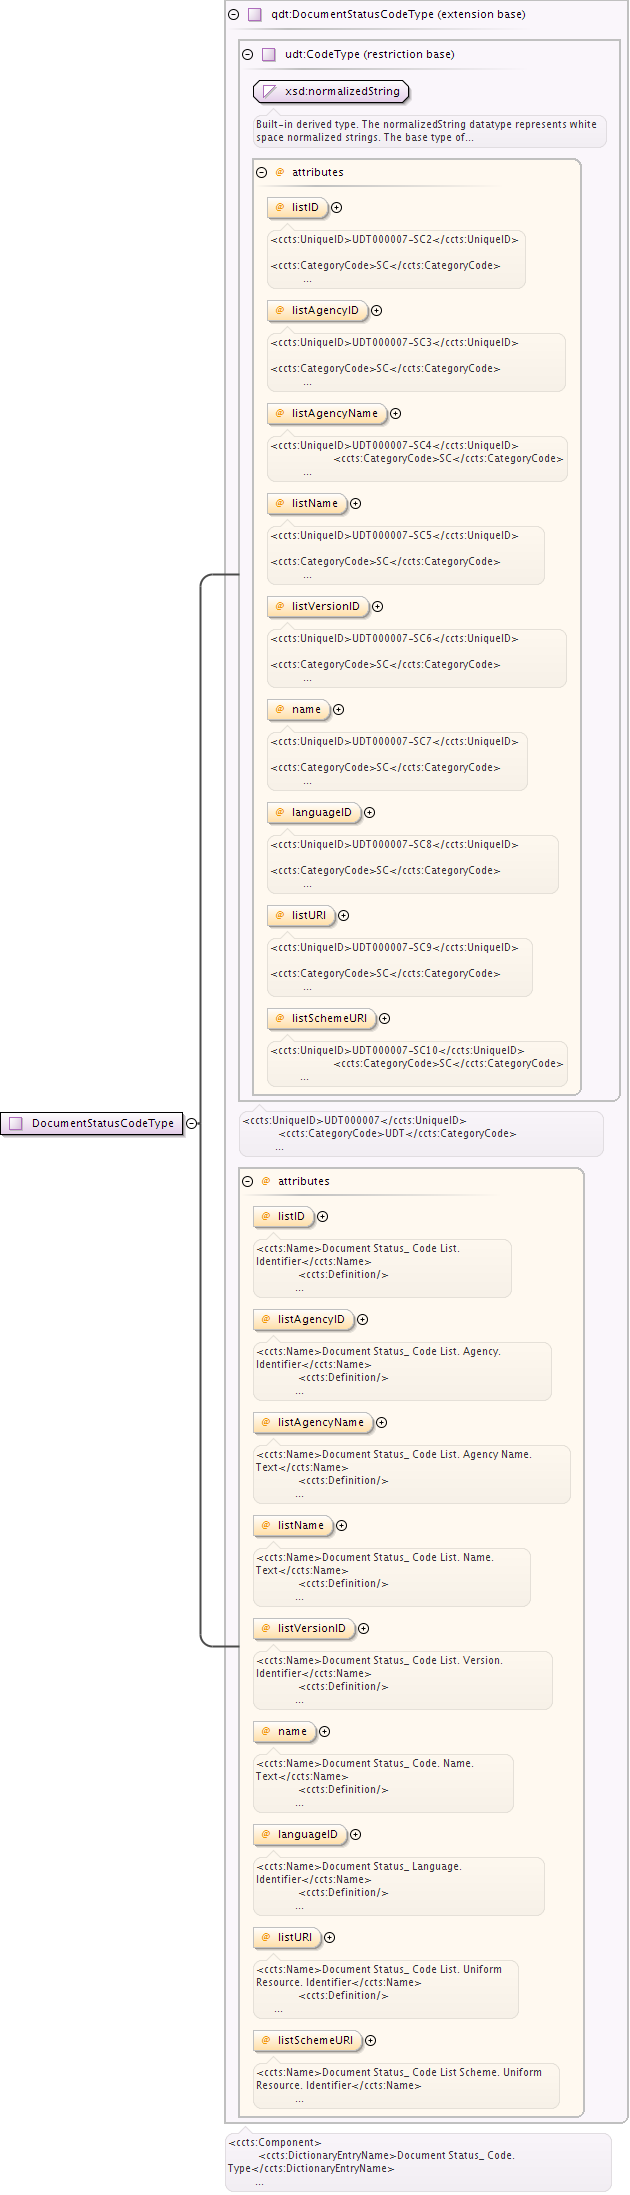 qdt:DocumentStatusCodeType (extension base)
udt:CodeType (restriction base)
xsd:normalizedString
Built-in derived type. The normalizedString datatype represents white
space normalized strings. The base type of...
@ attributes
@ listID
<ccts:UniqueID>UDT000007-SC2</ccts:UniqueID>
<ccts:CategoryCode>SC</ccts:CategoryCode>
...
@ listAgencyID
<ccts:UniqueID>UDT000007-SC3</ccts:UniqueID>
<ccts:CategoryCode>SC</ccts:CategoryCode>
...
@ listAgencyName
<ccts:UniqueID>UDT000007-SC4</ccts:UniqueID>
<ccts:CategoryCode>SC</ccts:CategoryCode>
...
@ listName
<ccts:UniqueID>UDT000007-SC5</ccts:UniqueID>
<ccts:CategoryCode>SC</ccts:CategoryCode>
...
@ listVersionID
<ccts:UniqueID>UDT000007-SC6</ccts:UniqueID>
<ccts:CategoryCode>SC</ccts:CategoryCode>
...
@ name
<ccts:UniqueID>UDT000007-SC7</ccts:UniqueID>
<ccts:CategoryCode>SC</ccts:CategoryCode>
...
@ languageID
<ccts:UniqueID>UDT000007-SC8</ccts:UniqueID>
<ccts:CategoryCode>SC</ccts:CategoryCode>
...
@ listURI
<ccts:UniqueID>UDT000007-SC9</ccts:UniqueID>
<ccts:CategoryCode>SC</ccts:CategoryCode>
...
@ listSchemeURI
<ccts:UniqueID>UDT000007-SC10</ccts:UniqueID>
<ccts:CategoryCode>SC</ccts:CategoryCode>
...
DocumentStatusCodeType
<ccts:UniqueID>UDT000007</ccts:UniqueID>
<ccts:CategoryCode>UDT</ccts:CategoryCode>
...
@ attributes
@ listID
<ccts:Name>Document Status_ Code List.
Identifier</ccts:Name>
<ccts:Definition/>
...
@ listAgencyID
<ccts:Name>Document Status_ Code List. Agency.
Identifier</ccts:Name>
<ccts:Definition/>
...
@ listAgencyName
<ccts:Name>Document Status_ Code List. Agency Name.
Text</ccts:Name>
<ccts:Definition/>
...
@ listName
<ccts:Name>Document Status_ Code List. Name.
Text</ccts:Name>
<ccts:Definition/>
...
@ listVersionID
<ccts:Name>Document Status_ Code List. Version.
Identifier</ccts:Name>
<ccts:Definition/>
...
@ name
<ccts:Name>Document Status_ Code. Name.
Text</ccts:Name>
<ccts:Definition/>
...
@ languageID
<ccts:Name>Document Status_ Language.
Identifier</ccts:Name>
<ccts:Definition/>
...
@ listURI
<ccts:Name>Document Status_ Code List. Uniform
Resource. Identifier</ccts:Name>
<ccts:Definition/>
...
@ listSchemeURI
<ccts:Name>Document Status_ Code List Scheme. Uniform
Resource. Identifier</ccts:Name>
...
<ccts:Component>
<ccts:DictionaryEntryName>Document Status_ Code.
Type</ccts:DictionaryEntryName>
...